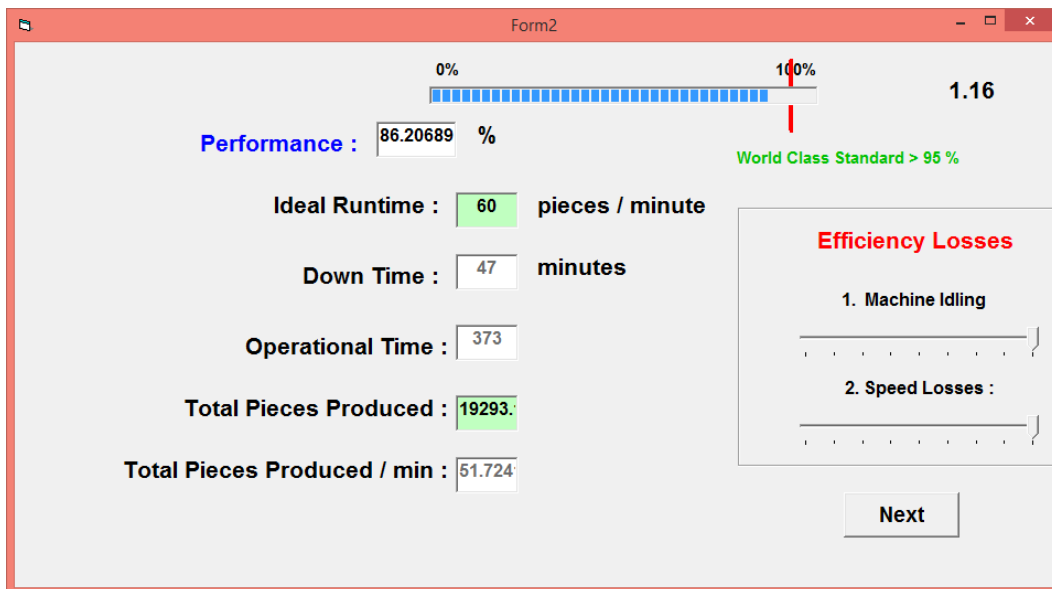 Form2
0% 100%
1.16
Performance : 86.20689 %
World Class Standard > 95 %
Ideal Runtime : 60 pieces / minute
Efficiency Losses
Down Time : 47 minutes
1. Machine Idling
Operational Time : 373
2. Speed Losses :
Total Pieces Produced : 19293.
Total Pieces Produced / min : 51.724
Next